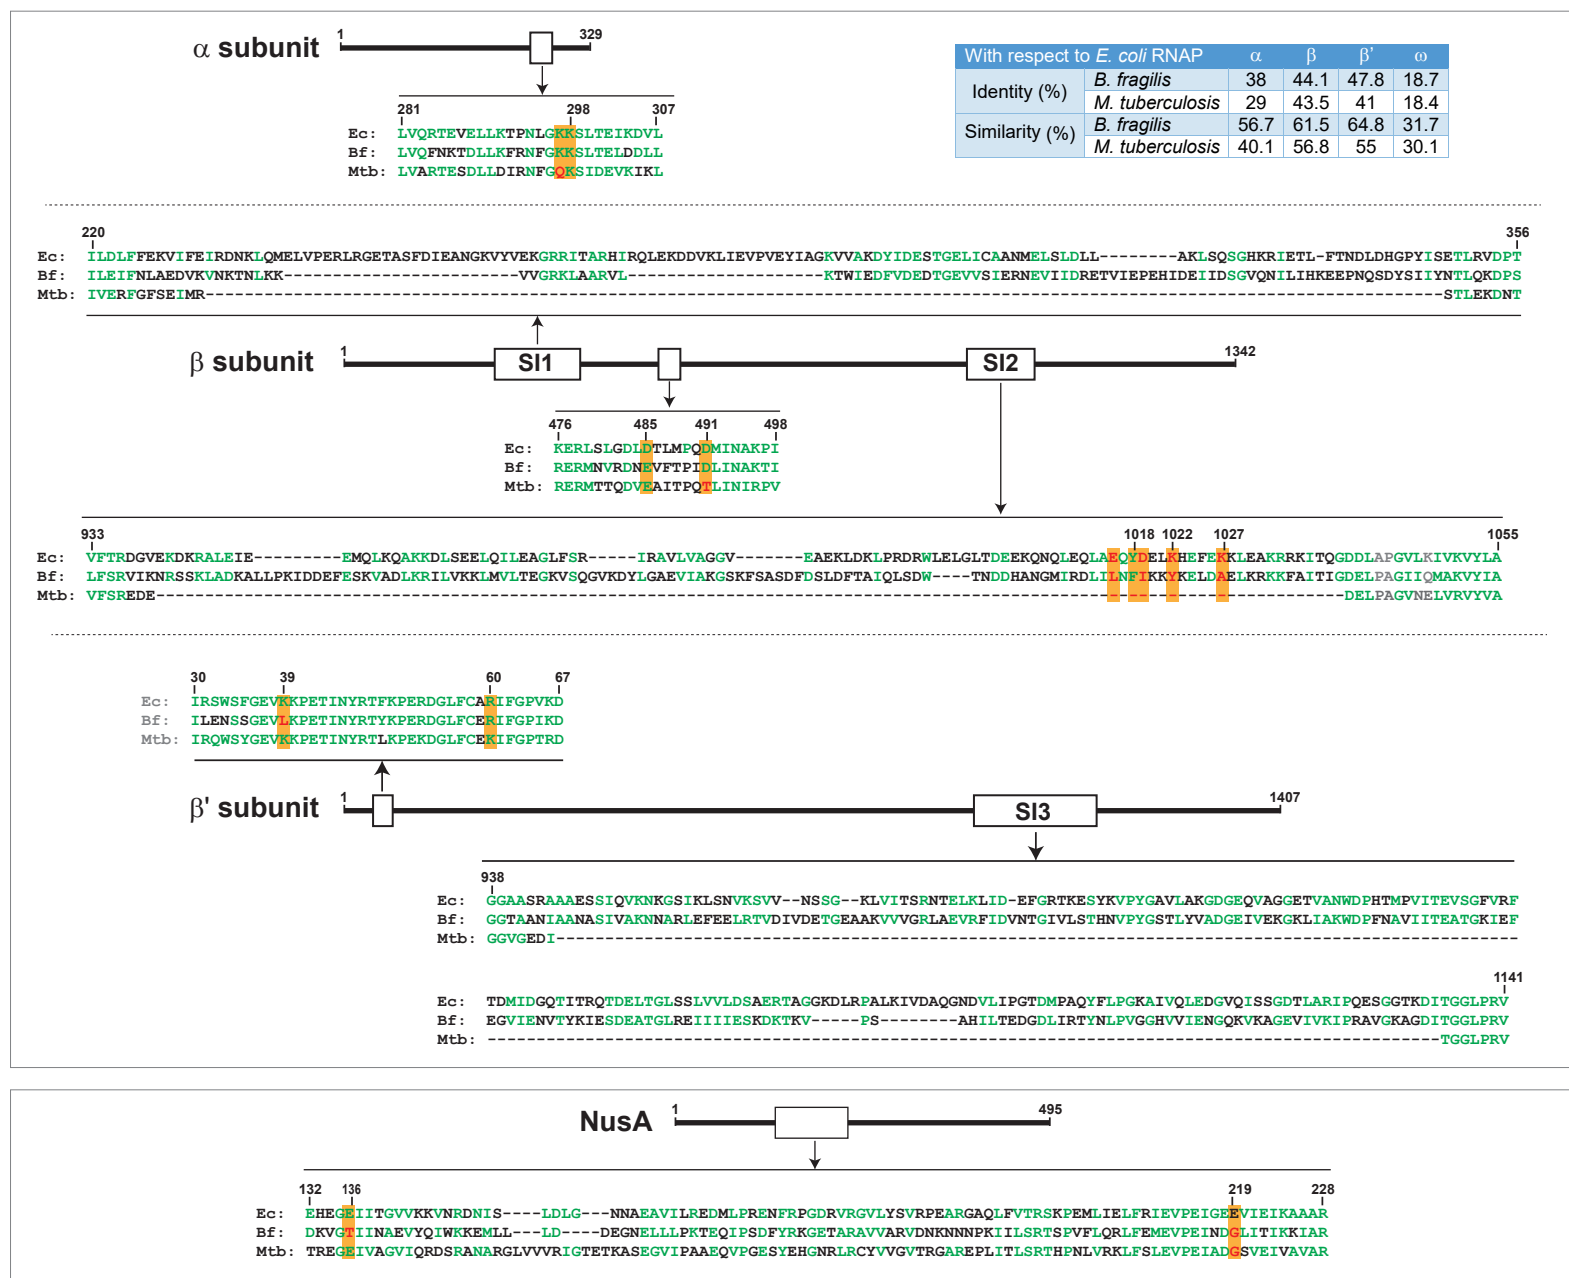 α subunit
1
329
281 298 307
Ec: LVQRTEVELLKTPNLGKKSLTEIKDVL
Bf: LVQFNKTDLLKFRNFGKKSLTELDDLL
Mtb: LVARTESDLLDIRNFGQKSIDEVKIKL
With respect to E. coli RNAP α β β' ω
Identity (%) B. fragilis 38 44.1 47.8 18.7
M. tuberculosis 29 43.5 41 18.4
Similarity (%) B. fragilis 56.7 61.5 64.8 31.7
M. tuberculosis 40.1 56.8 55 30.1
220 356
Ec: ILDLFFEKVIFEIRDNKLQMELVPERLRGETASFDIEANGKVYVEKGRRITARHIRQLEKDDVKLIEVPVEYIAGKVVAKDYIDESTGELICAANMELSLDLL--------AKLSQSGHKRIETL-FTNDLDHGPYISETLRVDPT
Bf: ILEIFNLAEDVKVNKTNLKK-----------------------VVGRKLAARVL-------------------KTWIEDFVDEDTGEVVSIERNEVIIDRETVIEPEHIDEIIDSGVQNILIHKEEPNQSDYSIIYNTLQKDPS
Mtb: IVERFGFSEIMR---------------------------------------------------------------------------------------------------------------------------STLEKDNT
β subunit
1
SI1
SI2
1342
476 485 491 498
Ec: KERLSLGDLDTLMPQDMINAKPI
Bf: RERMNVRDNEVFTPIDLINAKTI
Mtb: RERMTTQDVEAITPQTLINIRPV
933 1018 1022 1027 1055
Ec: VFTRDGVEKDKRALEIE---------EMQLKQAKKDLSEELQILEAGLFSR-----IRAVLVAGGV-------EAEKLDKLPRDRWLELGLTDEEKQNQLEQLAEQYDELKHEFEKKLEAKRRKITQGDDLAPGVLKIVKVYLA
Bf: LFSRVIKNRSSKLADKALLPKIDDEFESKVADLKRILVKKLMVLTEGKVSQGVKDYLGAEVIAKGSKFSASDFDSLDFTAIQLSDW----TNDDHANGMIRDLILNFIKKYKELDAELKRKKFAITIGDELPAGIIQMAKVYIA
Mtb: VFSREDE------------------------------------------------------------------------------------------------------------------------DELPAGVNELVRVYVA
30 39 60 67
Ec: IRSWSFGEVKKPETINYRTFKPERDGLFCARIFGPVKD
Bf: ILENSSGEVLKPETINYRTYKPERDGLFCERIFGPIKD
Mtb: IRQWSYGEVKKPETINYRTLKPEKDGLFCEKIFGPTRD
β' subunit
1
SI3
1407
938
Ec: GGAASRAAAESSIQVKNKGSIKLSNVKSVV--NSSG--KLVITSRNTELKLID-EFGRTKESYKVPYGAVLAKGDGEQVAGGETVANWDPHTMPVITEVSGFVRF
Bf: GGTAANIAANASIVAKNNARLEFEELRTVDIVDETGEAAKVVVGRLAEVRFIDVNTGIVLSTHNVPYGSTLYVADGEIVEKGKLIAKWDPFNAVIITEATGKIEF
Mtb: GGVGEDI--------------------------------------------------------------------------------------------------
1141
Ec: TDMIDGQTITRQTDELTGLSSLVVLDSAERTAGGKDLRPALKIVDAQGNDVLIPGTDMPAQYFLPGKAIVQLEDGVQISSGDTLARIPQESGGTKDITGGLPRV
Bf: EGVIENVTYKIESDEATGLREIIIIESKDKTKV-----PS--------AHILTEDGDLIRTYNLPVGGHVVIENGQKVKAGEVIVKIPRAVGKAGDITGGLPRV
Mtb: -------------------------------------------------------------------------------------------------TGGLPRV
NusA
1
495
132 136 219 228
Ec: EHEGEIITGVVKKVNRDNIS----LDLG---NNAEAVILREDMLPRENFRPGDRVRGVLYSVRPEARGAQLFVTRSKPEMLIELFRIEVPEIGEEVIEIKAAAR
Bf: DKVGTIINAEVYQIWKKEMLL---LD----DEGNELLLPKTEQIPSDFYRKGETARAVVARVDNKNNNPKIILSRTSPVFLQRLFEMEVPEINDGLITIKKIAR
Mtb: TREGEIVAGVIQRDSRANARGLVVVRIGTETKASEGVIPAAEQVPGESYEHGNRLRCYVVGVTRGAREPLITLSRTHPNLVRKLFSLEVPEIADGSVEIVAVAR